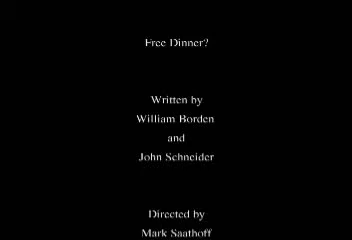 Free Dinner?
Written by
William Borden
and
John Schneider
Directed by
Mark Saathoff